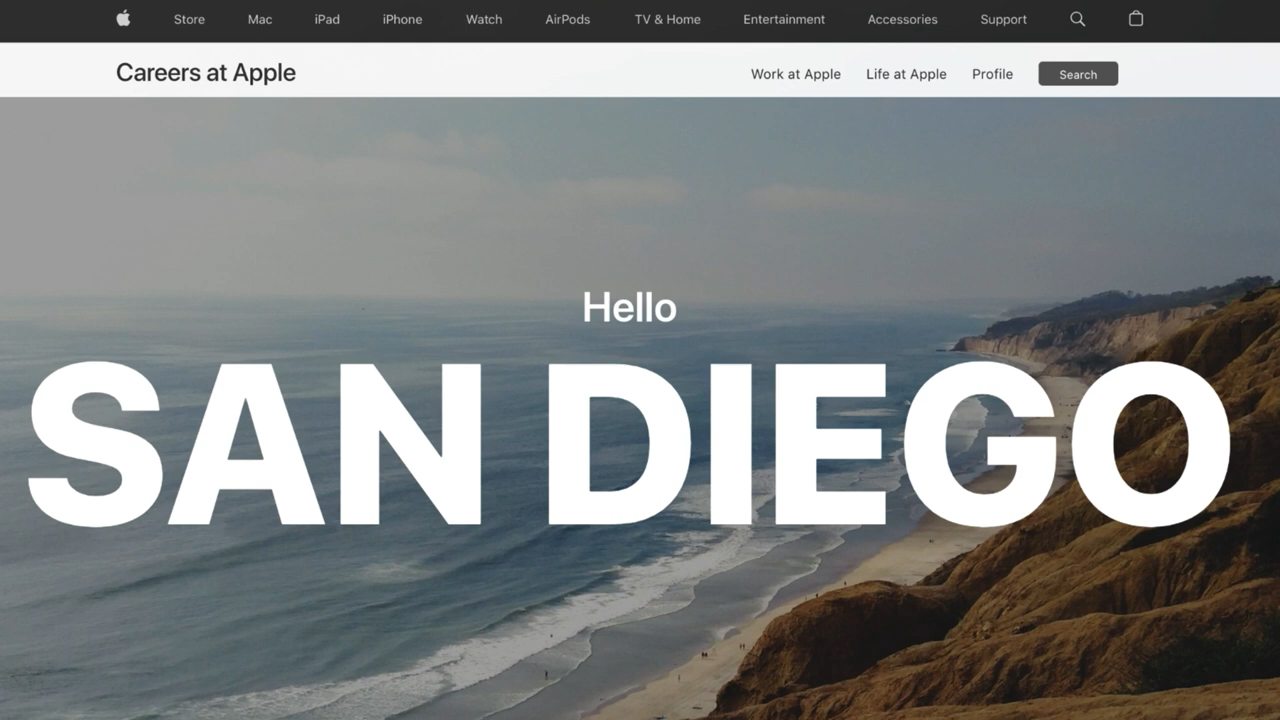 Store Mac iPad iPhone Watch AirPods TV & Home Entertainment Accessories Support
Careers at Apple
Work at Apple Life at Apple Profile Search
Hello
SAN DIEGO